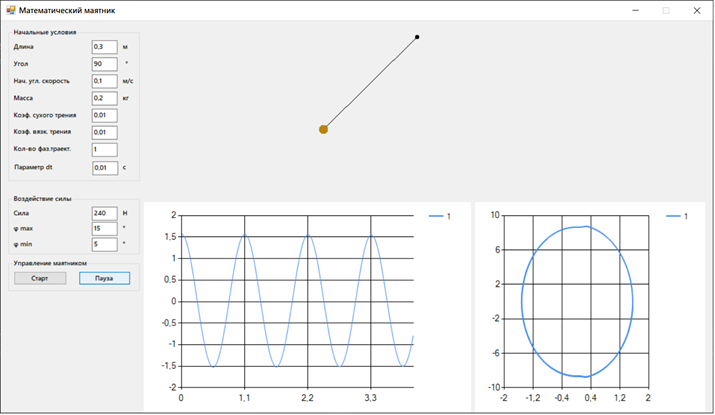 Математический маятник
Начальные условия
Длина 0,3 м
Угол 90 °
Нач. угл. скорость 0,1 м/с
Масса 0,2 кг
Коэф. сухого трения 0,01
Коэф. вязк. трения 0,01
Кол-во фаз.траект. 1
Параметр dt 0,01 с
Воздействие силы
Сила 240 Н
φ max 15 °
φ min 5 °
Управление маятником
Старт Пауза
2
1,5
1
0,5
0
-0,5
-1
-1,5
-2
0 1,1 2,2 3,3
1
10
6
2
-2
-6
-10
-2 -1,2 -0,4 0,4 1,2 2
1